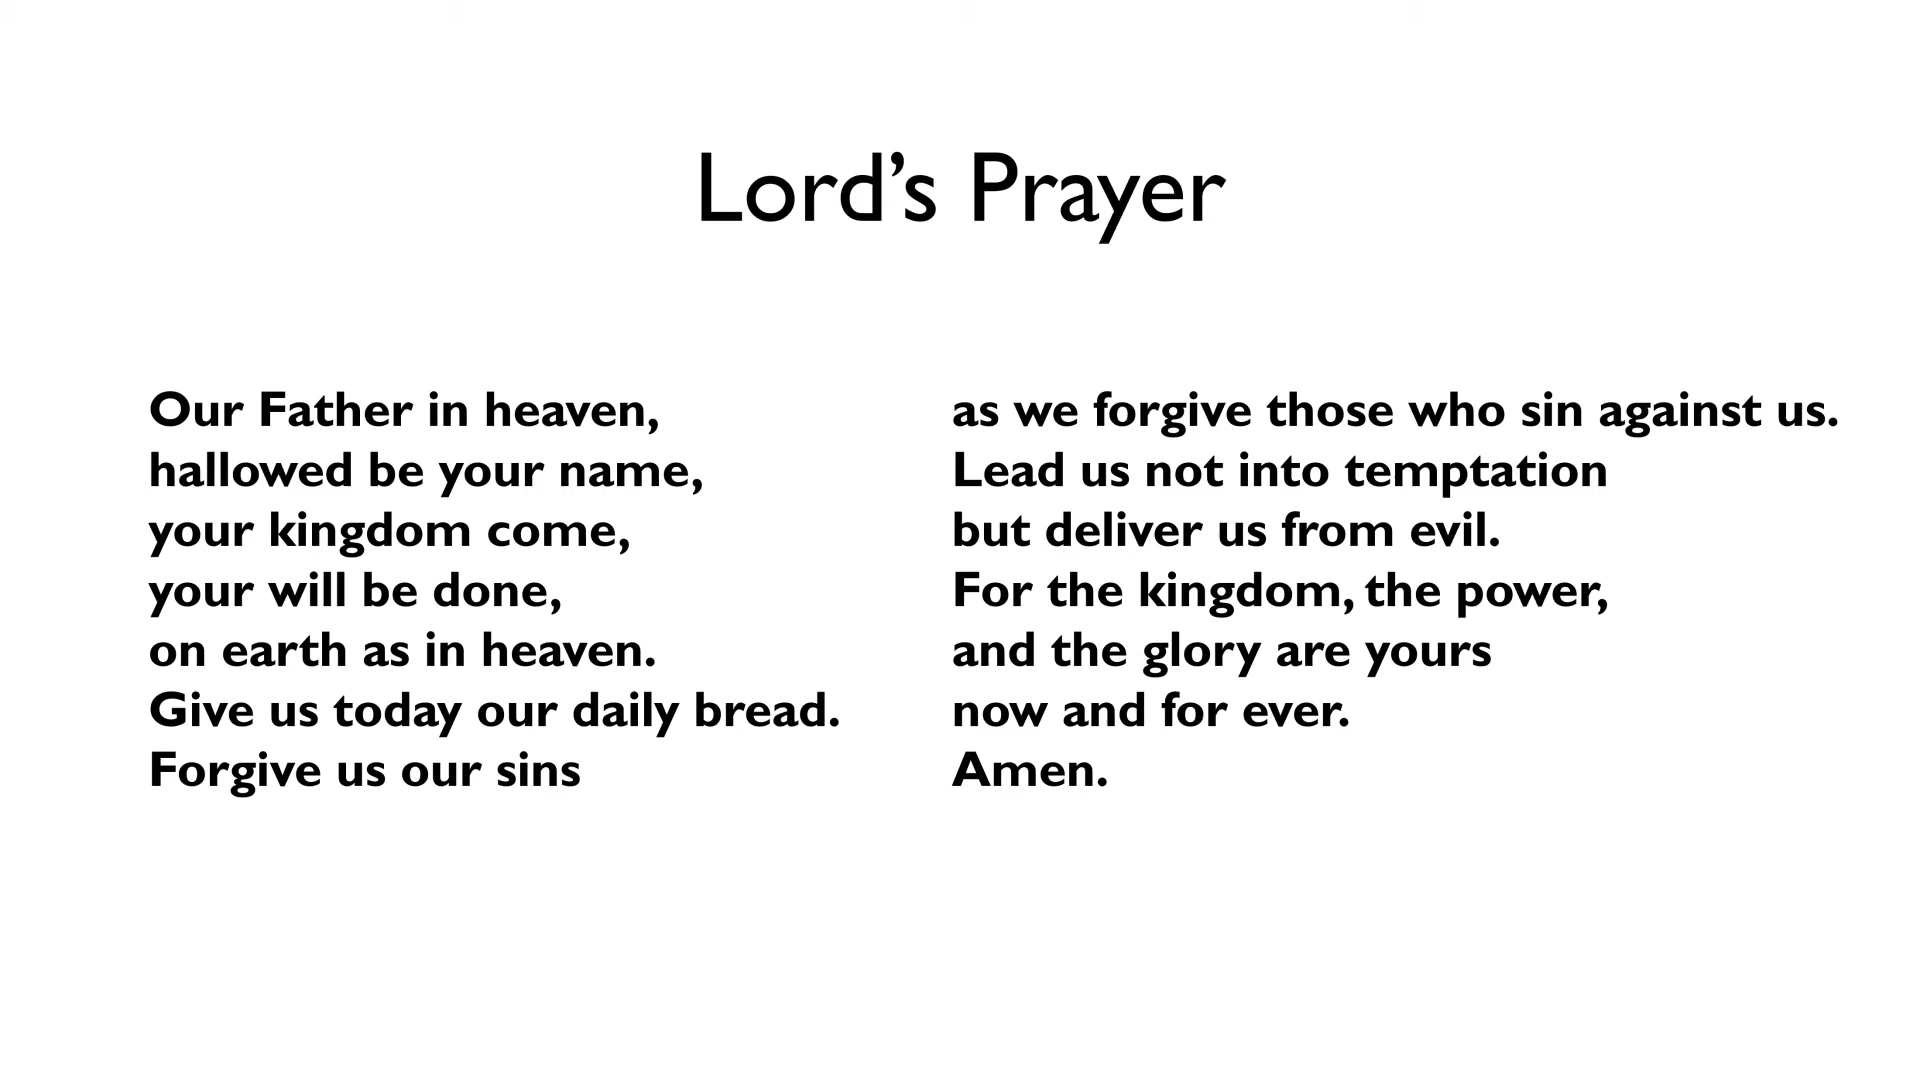 Lord’s Prayer
Our Father in heaven,
hallowed be your name,
your kingdom come,
your will be done,
on earth as in heaven.
Give us today our daily bread.
Forgive us our sins
as we forgive those who sin against us.
Lead us not into temptation
but deliver us from evil.
For the kingdom, the power,
and the glory are yours
now and for ever.
Amen.